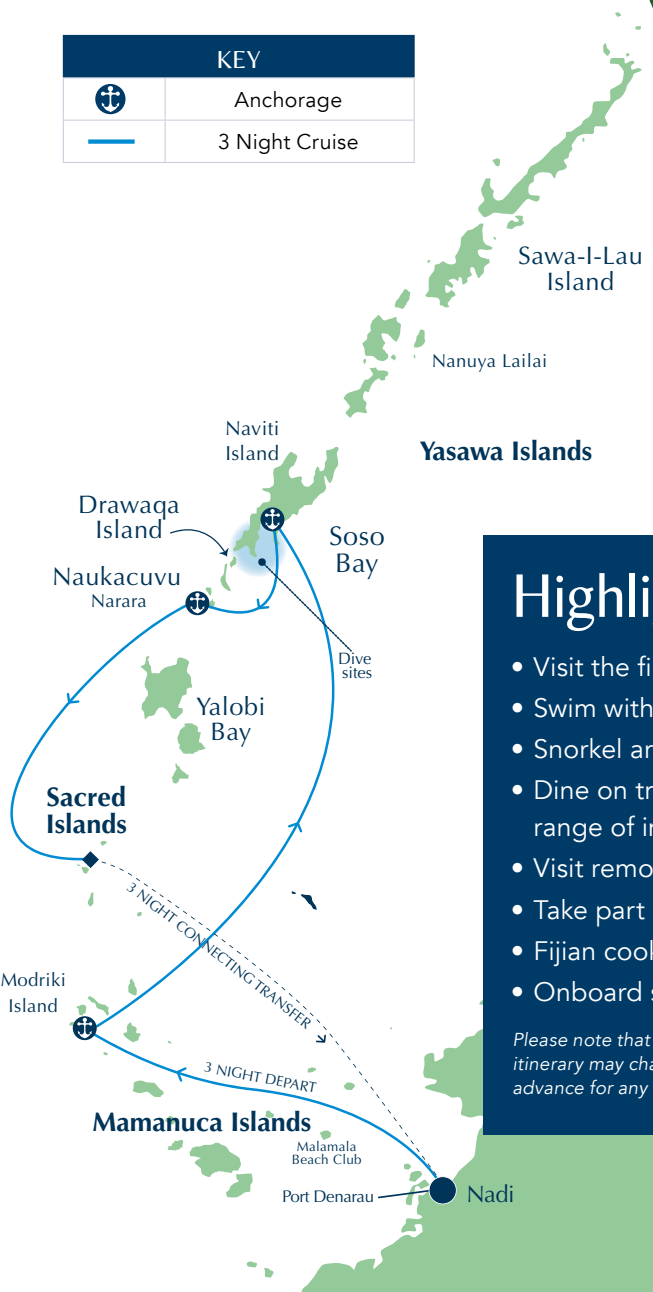 KEY
Anchorage
3 Night Cruise
Sawa-I-Lau
Island
Nanuya Lailai
Naviti
Island
Yasawa Islands
Drawaqa
Island
Soso
Bay
Naukacuvu
Narara
Dive
sites
Yalobi
Bay
Sacred
Islands
3 NIGHT CONNECTING TRANSFER
Modriki
Island
3 NIGHT DEPART
Mamanuca Islands
Malamala
Beach Club
Port Denarau
Nadi
Highli
• Visit the fi
• Swim with
• Snorkel ar
• Dine on tr
range of i
• Visit remo
• Take part
• Fijian cook
• Onboard s
Please note that
itinerary may cha
advance for any